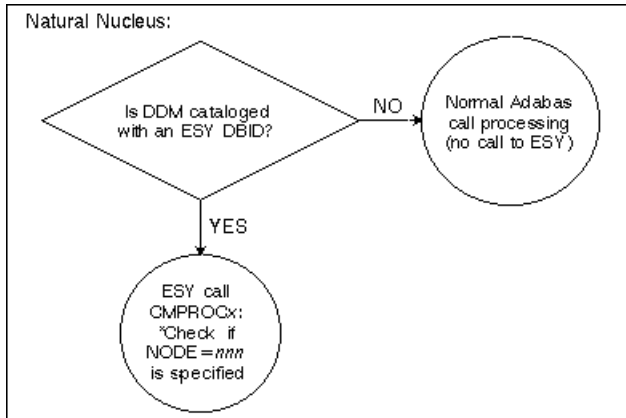 Natural Nucleus:
Is DDM cataloged
with an ESY DBID?
NO
Normal Adabas
call processing
(no call to ESY)
YES
ESY call
CMPROCx:
*Check if
NODE=nnn
is specified